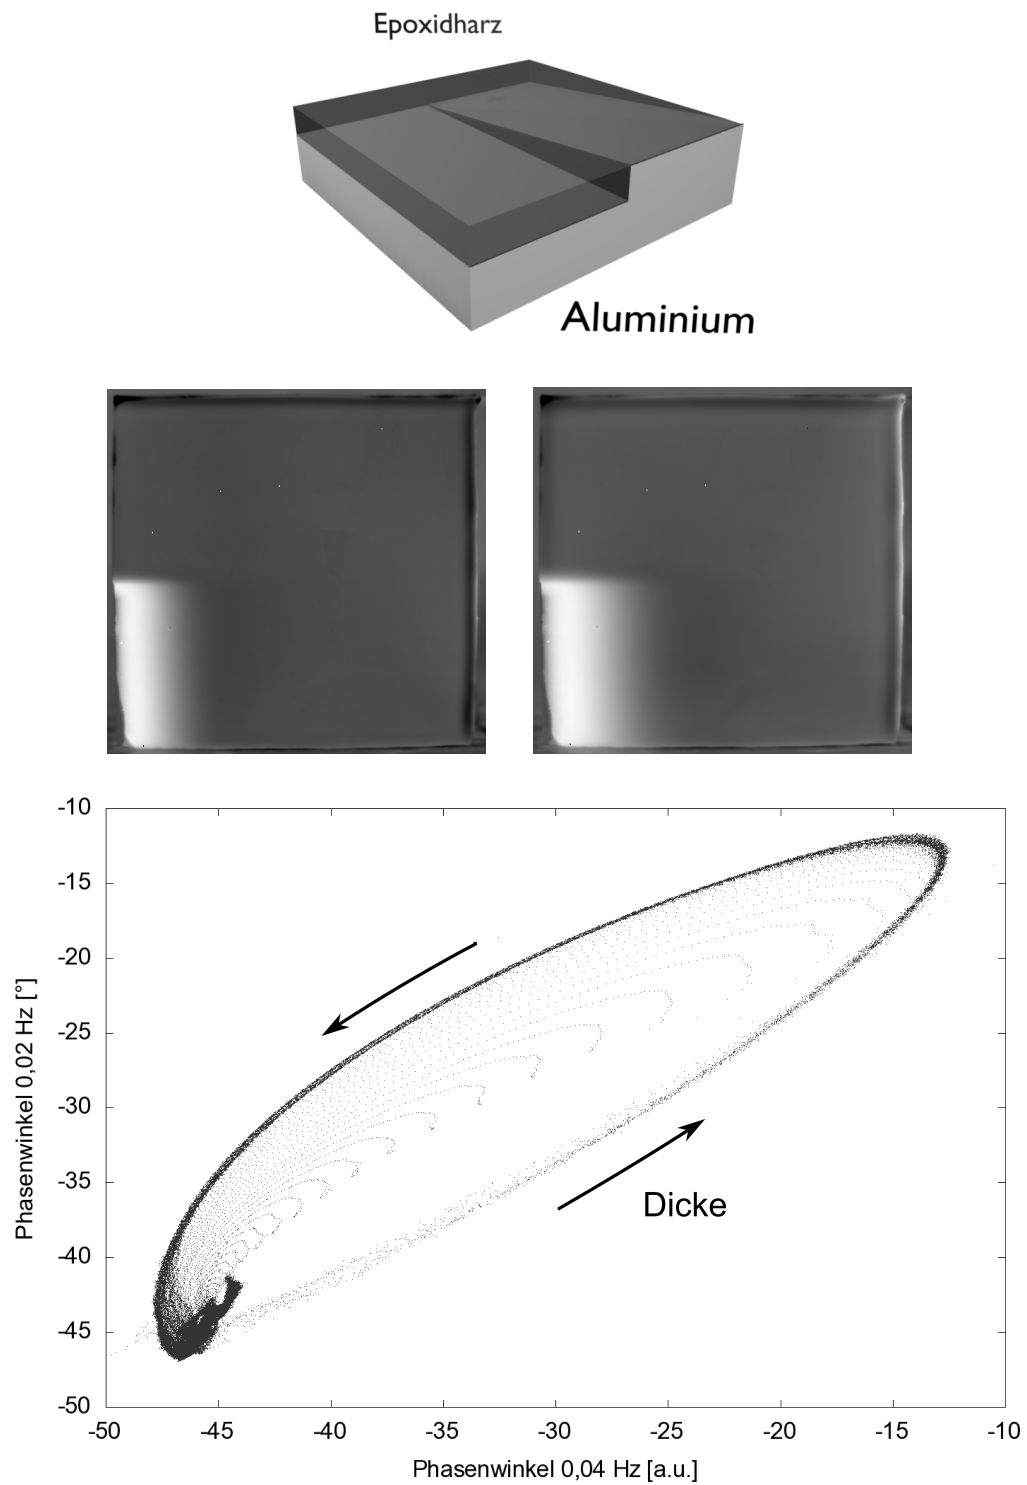 Epoxidharz
Aluminium
-10
-15
-20
-25
-30
-35
-40
-45
-50
Phasenwinkel 0,02 Hz [°]
Dicke
-50 -45 -40 -35 -30 -25 -20 -15 -10
Phasenwinkel 0,04 Hz [a.u.]